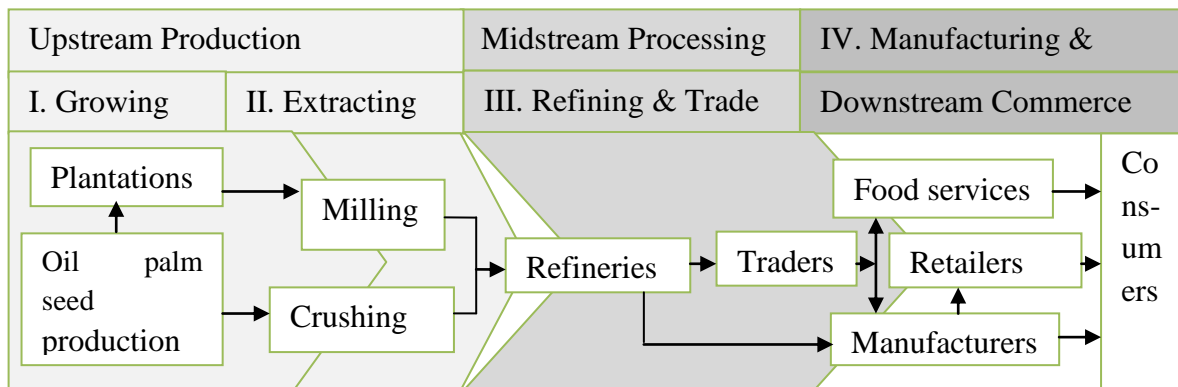 Upstream Production
Midstream Processing
IV. Manufacturing &
I. Growing
II. Extracting
III. Refining & Trade
Downstream Commerce
Plantations
Milling
Oil palm
seed
production
Crushing
Refineries
Traders
Food services
Retailers
Manufacturers
Co
ns-
um
ers